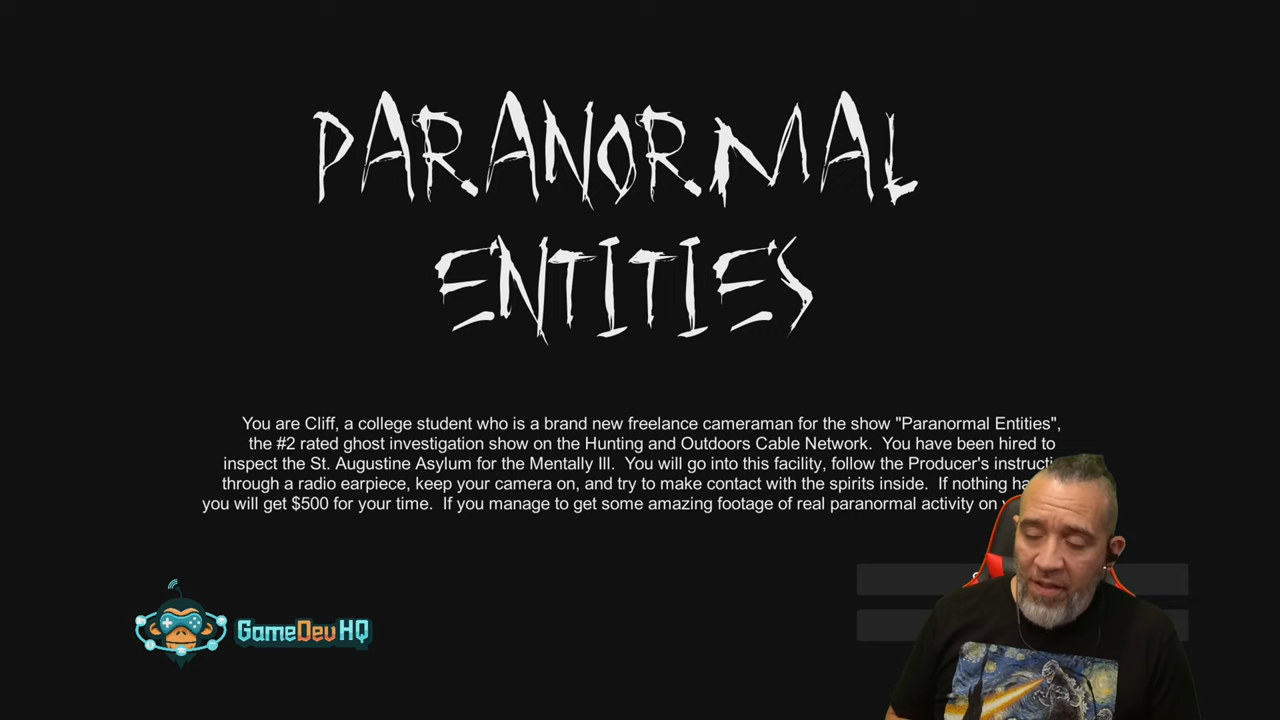 PARANORMAL
ENTITIES
You are Cliff, a college student who is a brand new freelance cameraman for the show "Paranormal Entities",
the #2 rated ghost investigation show on the Hunting and Outdoors Cable Network. You have been hired to
inspect the St. Augustine Asylum for the Mentally Ill. You will go into this facility, follow the Producer's
through a radio earpiece, keep your camera on, and try to make contact with the spirits inside. If nothing
you will get $500 for your time. If you manage to get some amazing footage of real paranormal activity on
GameDevHQ